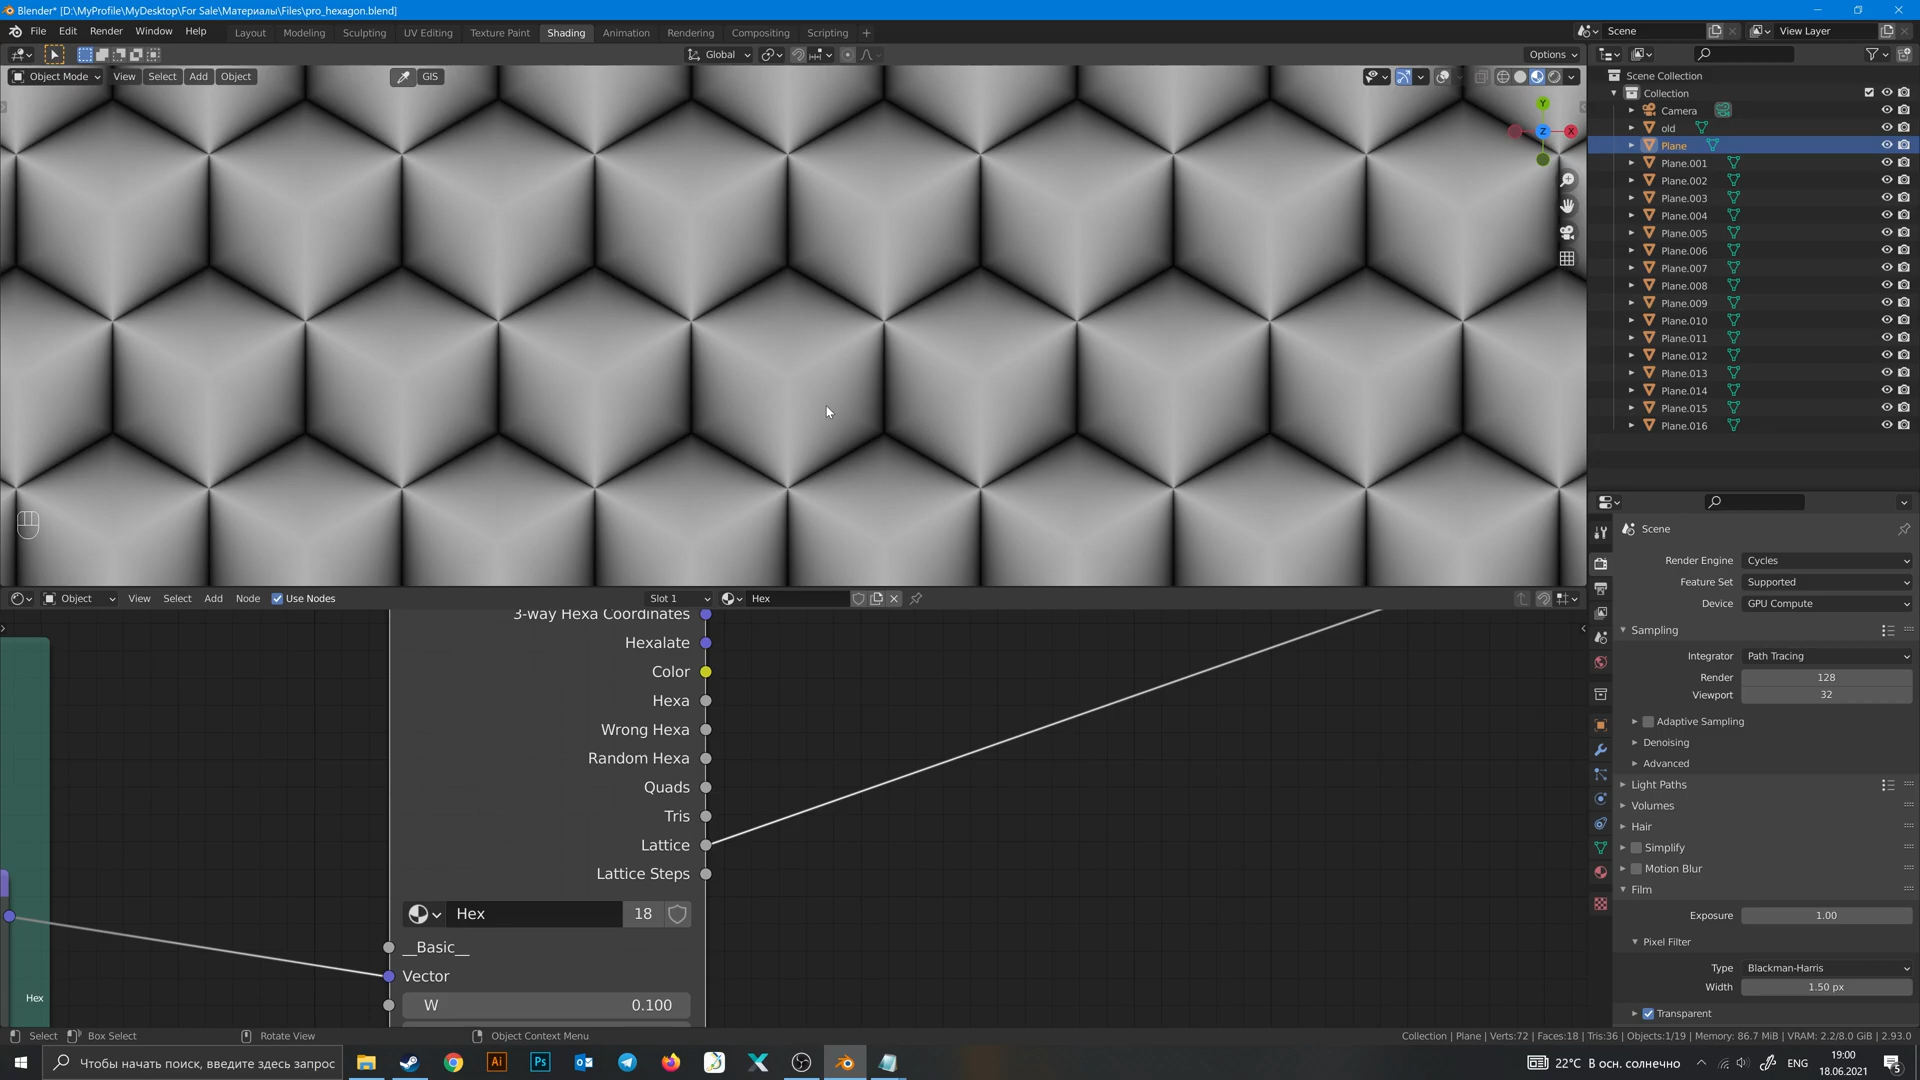 Blender* [D:\MyProfile\MyDesktop\For Sale\Материалы\Files\pro_hexagon.blend]
File Edit Render Window Help Layout Modeling Sculpting UV Editing Texture Paint Shading Animation Rendering Compositing Scripting + Scene View Layer
Global Options
Object Mode View Select Add Object GIS
Y
X
Z
Scene Collection
Collection
Camera
old
Plane
Plane.001
Plane.002
Plane.003
Plane.004
Plane.005
Plane.006
Plane.007
Plane.008
Plane.009
Plane.010
Plane.011
Plane.012
Plane.013
Plane.014
Plane.015
Plane.016
Scene
Render Engine Cycles
Feature Set Supported
Device GPU Compute
Sampling
Integrator Path Tracing
Render 128
Viewport 32
Adaptive Sampling
Denoising
Advanced
Light Paths
Volumes
Hair
Simplify
Motion Blur
Film
Exposure 1.00
Pixel Filter
Type Blackman-Harris
Width 1.50 px
Transparent
Object View Select Add Node Use Nodes Slot 1 Hex
3-way Hexa Coordinates
Hexalate
Color
Hexa
Wrong Hexa
Random Hexa
Quads
Tris
Lattice
Lattice Steps
Hex 18
__Basic__
Vector
W 0.100
Hex
Select Box Select Rotate View Object Context Menu Collection | Plane | Verts:72 | Faces:18 | Tris:36 | Objects:1/19 | Memory: 86.7 MiB | VRAM: 2.2/8.0 GiB | 2.93.0
Чтобы начать поиск, введите здесь запрос Ai Ps 22°C В осн. солнечно ENG 19:00
18.06.2021 5